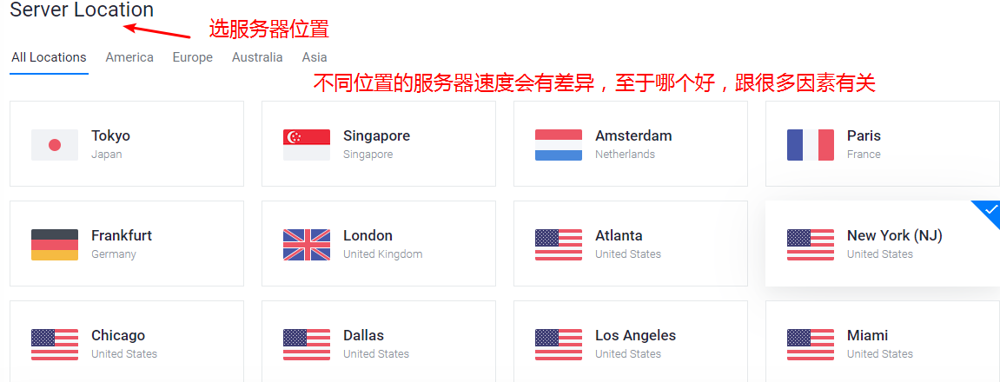 Server Location
选服务器位置
All Locations America Europe Australia Asia
不同位置的服务器速度会有差异，至于哪个好，跟很多因素有关
Tokyo
Japan
Singapore
Singapore
Amsterdam
Netherlands
Paris
France
Frankfurt
Germany
London
United Kingdom
Atlanta
United States
New York (NJ)
United States
Chicago
United States
Dallas
United States
Los Angeles
United States
Miami
United States